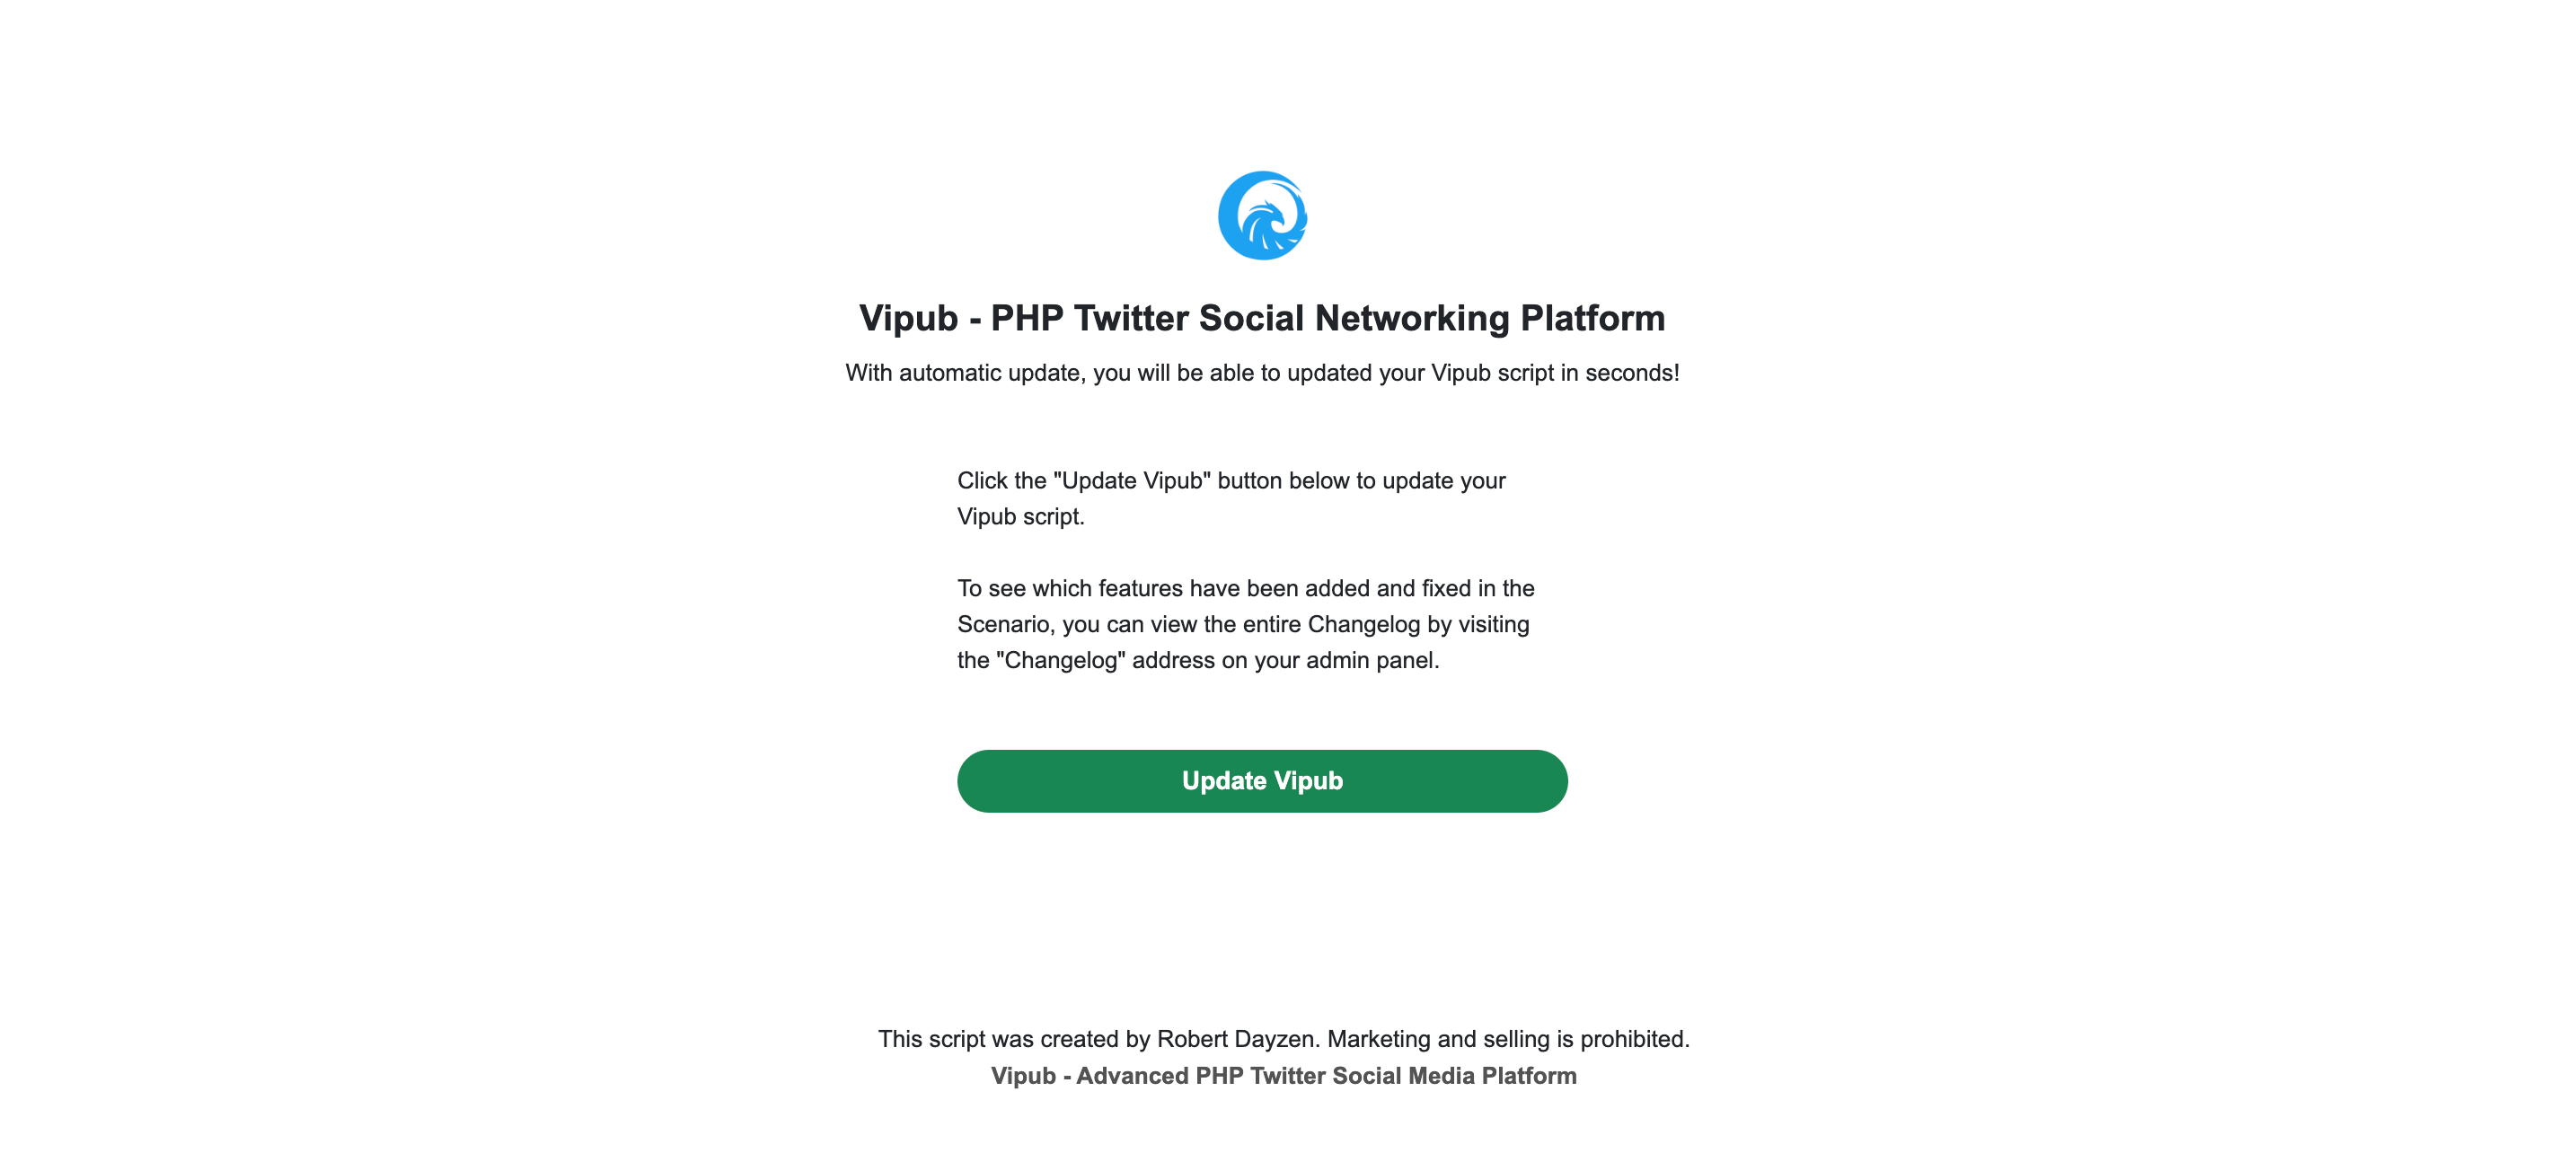 Vipub - PHP Twitter Social Networking Platform
With automatic update, you will be able to updated your Vipub script in seconds!
Click the "Update Vipub" button below to update your
Vipub script.
To see which features have been added and fixed in the
Scenario, you can view the entire Changelog by visiting
the "Changelog" address on your admin panel.
Update Vipub
This script was created by Robert Dayzen. Marketing and selling is prohibited.
Vipub - Advanced PHP Twitter Social Media Platform